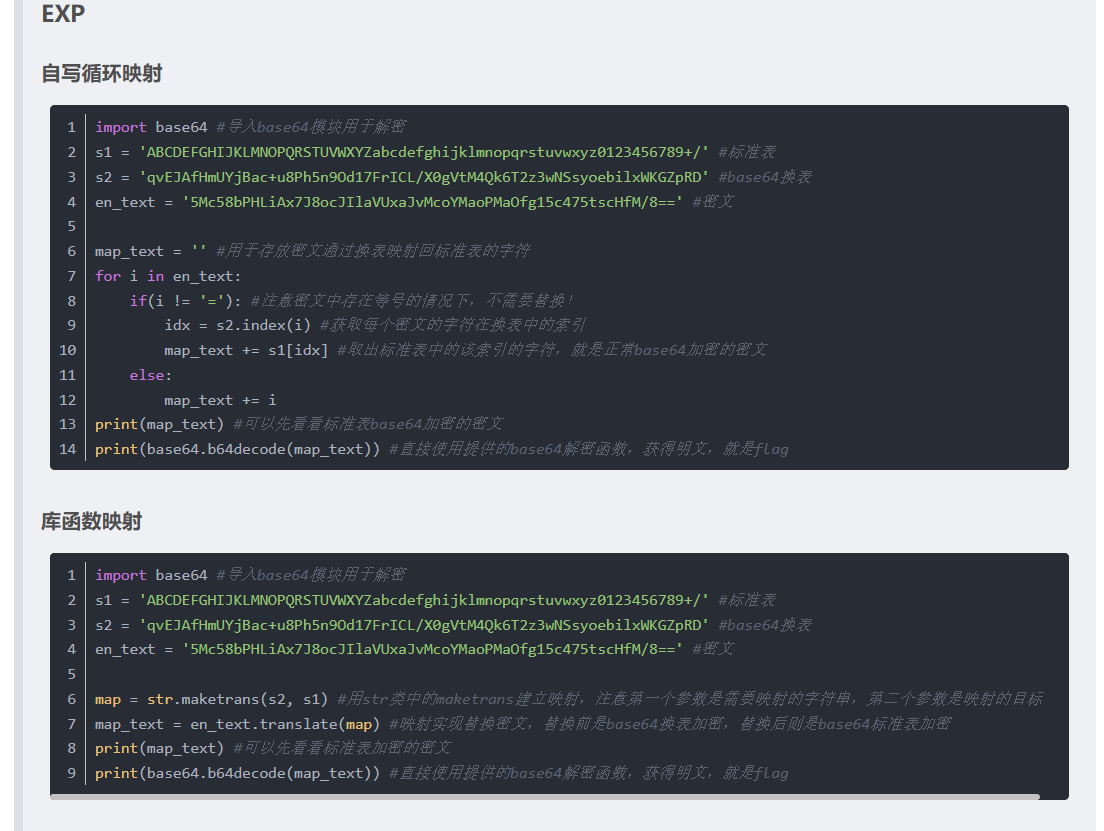 EXP
自写循环映射
1 import base64 #导入base64模块用于解密
2 s1 = 'ABCDEFGHIJKLMNOPQRSTUVWXYZabcdefghijklmnopqrstuvwxyz0123456789+/' #标准表
3 s2 = 'qvEJAfHmUYjBac+u8Ph5n9Od17FrICL/X0gVtM4Qk6T2z3wNSsyoebilxWKGZpRD' #base64换表
4 en_text = '5Mc58bPHLiAx7J8ocJIlaVUxaJvMcoYMaoPMaOfg15c475tscHfM/8==' #密文
5
6 map_text = '' #用于存放密文通过换表映射回标准表的字符
7 for i in en_text:
8     if(i != '='): #注意密文中存在等号的情况下，不需要替换！
9         idx = s2.index(i) #获取每个密文的字符在换表中的索引
10         map_text += s1[idx] #取出标准表中的该索引的字符，就是正常base64加密的密文
11     else:
12         map_text += i
13 print(map_text) #可以先看看标准表base64加密的密文
14 print(base64.b64decode(map_text)) #直接使用提供的base64解密函数，获得明文，就是flag
库函数映射
1 import base64 #导入base64模块用于解密
2 s1 = 'ABCDEFGHIJKLMNOPQRSTUVWXYZabcdefghijklmnopqrstuvwxyz0123456789+/' #标准表
3 s2 = 'qvEJAfHmUYjBac+u8Ph5n9Od17FrICL/X0gVtM4Qk6T2z3wNSsyoebilxWKGZpRD' #base64换表
4 en_text = '5Mc58bPHLiAx7J8ocJIlaVUxaJvMcoYMaoPMaOfg15c475tscHfM/8==' #密文
5
6 map = str.maketrans(s2, s1) #用str类中的maketrans建立映射，注意第一个参数是需要映射的字符串，第二个参数是映射的目标
7 map_text = en_text.translate(map) #映射实现替换密文，替换前是base64换表加密，替换后则是base64标准表加密
8 print(map_text) #可以先看看标准表加密的密文
9 print(base64.b64decode(map_text)) #直接使用提供的base64解密函数，获得明文，就是flag